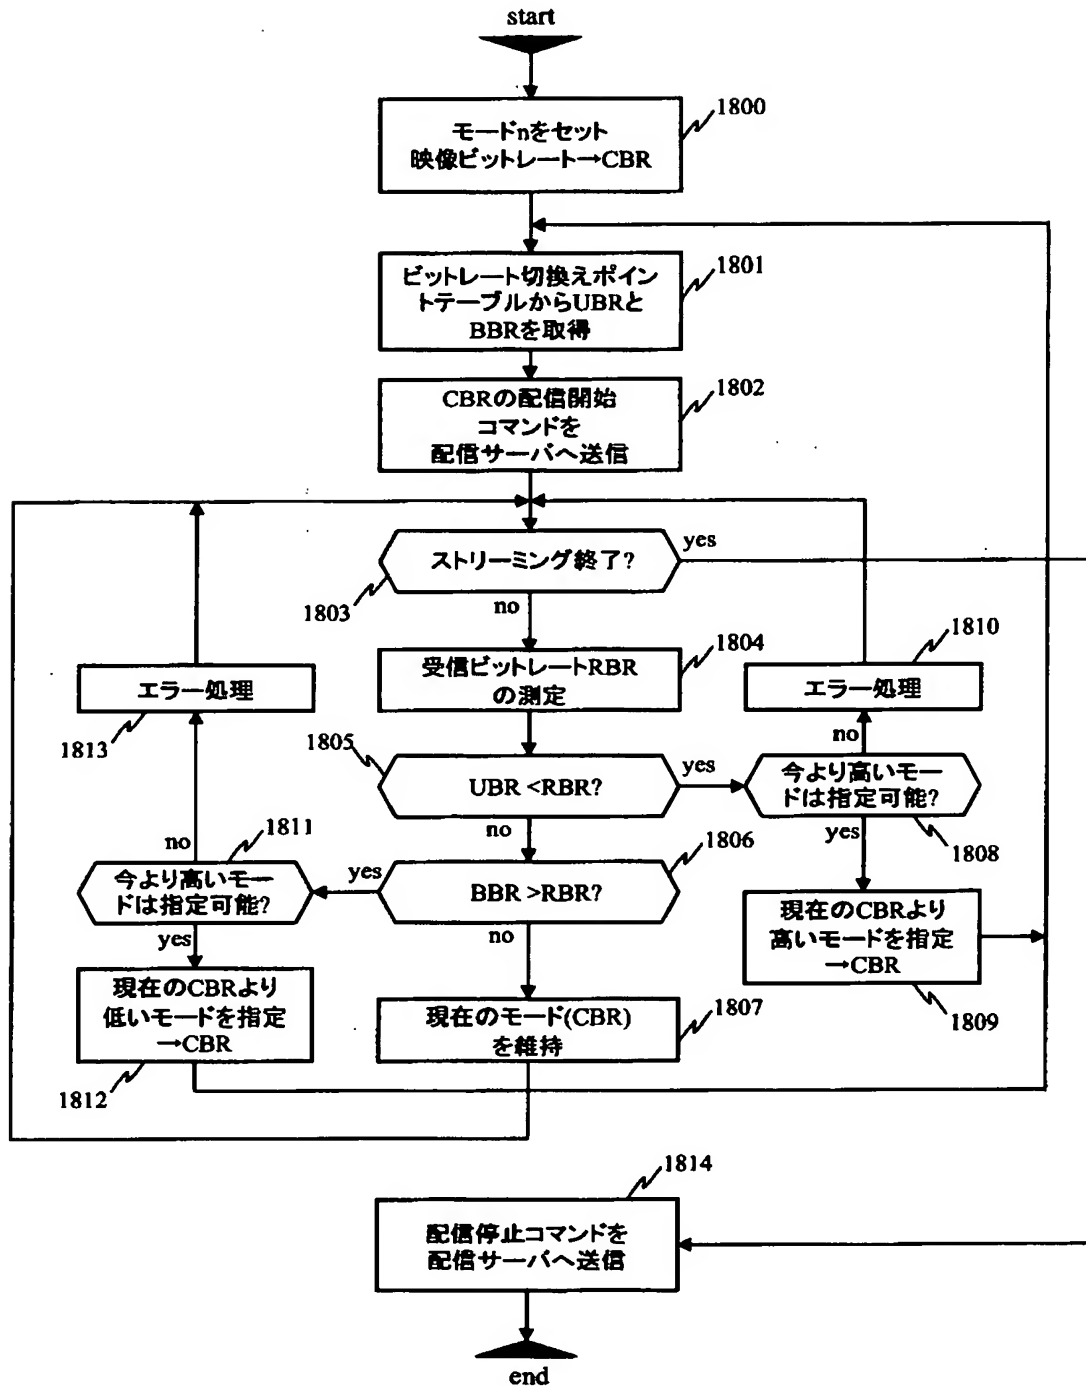 start
1800
モードnをセット
映像ビットレート→CBR
1801
ビットレート切換えポイン
トテーブルからUBRと
BBRを取得
1802
CBRの配信開始
コマンドを
配信サーバへ送信
ストリーミング終了?
yes
1803
no
1804
受信ビットレートRBR
の測定
1810
エラー処理
エラー処理
1813
no
1805
UBR <RBR?
yes
今より高いモー
ドは指定可能?
no
yes
1808
1811
no
1806
今より高いモー
ドは指定可能?
yes
BBR >RBR?
yes
no
現在のCBRより
高いモードを指定
→CBR
1809
現在のCBRより
低いモードを指定
→CBR
1812
1807
現在のモード(CBR)
を維持
1814
配信停止コマンドを
配信サーバへ送信
end